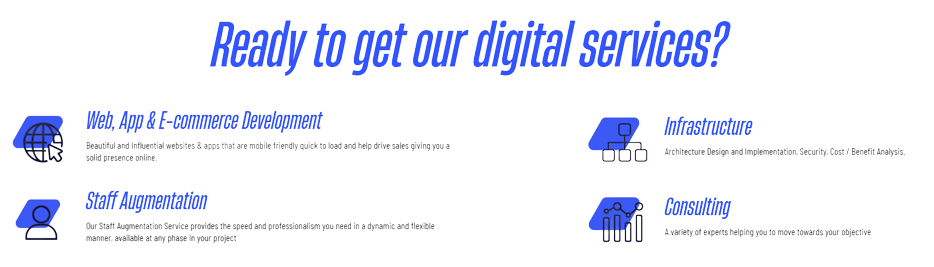 Ready to get our digital services?
Web, App & E-commerce Development
Beautiful and Influential websites & apps that are mobile friendly quick to load and help drive sales giving you a
solid presence online.
Infrastructure
Architecture Design and Implementation, Security, Cost / Benefit Analysis,
Staff Augmentation
Our Staff Augmentation Service provides the speed and professionalism you need in a dynamic and flexible
manner, available at any phase in your project
Consulting
A variety of experts helping you to move towards your objective